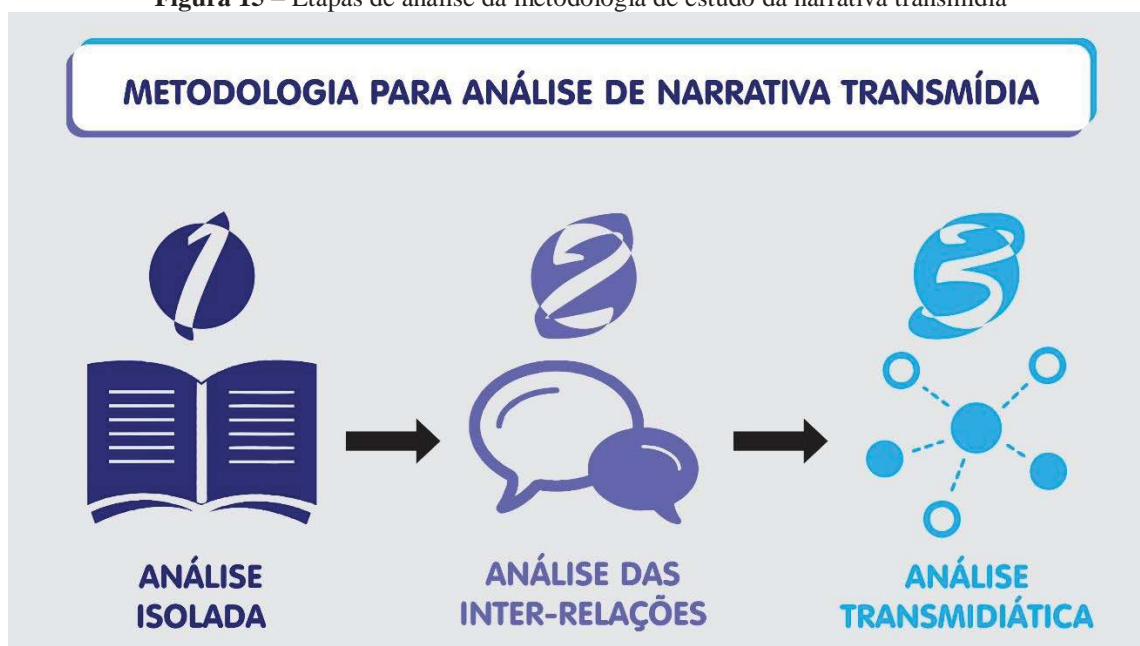 Figura 15 – Etapas de análise da metodologia de estudo da narrativa transmídia
METODOLOGIA PARA ANÁLISE DE NARRATIVA TRANSMÍDIA
1
2
3
ANÁLISE
ISOLADA
ANÁLISE DAS
INTER-RELAÇÕES
ANÁLISE
TRANSMIDIÁTICA